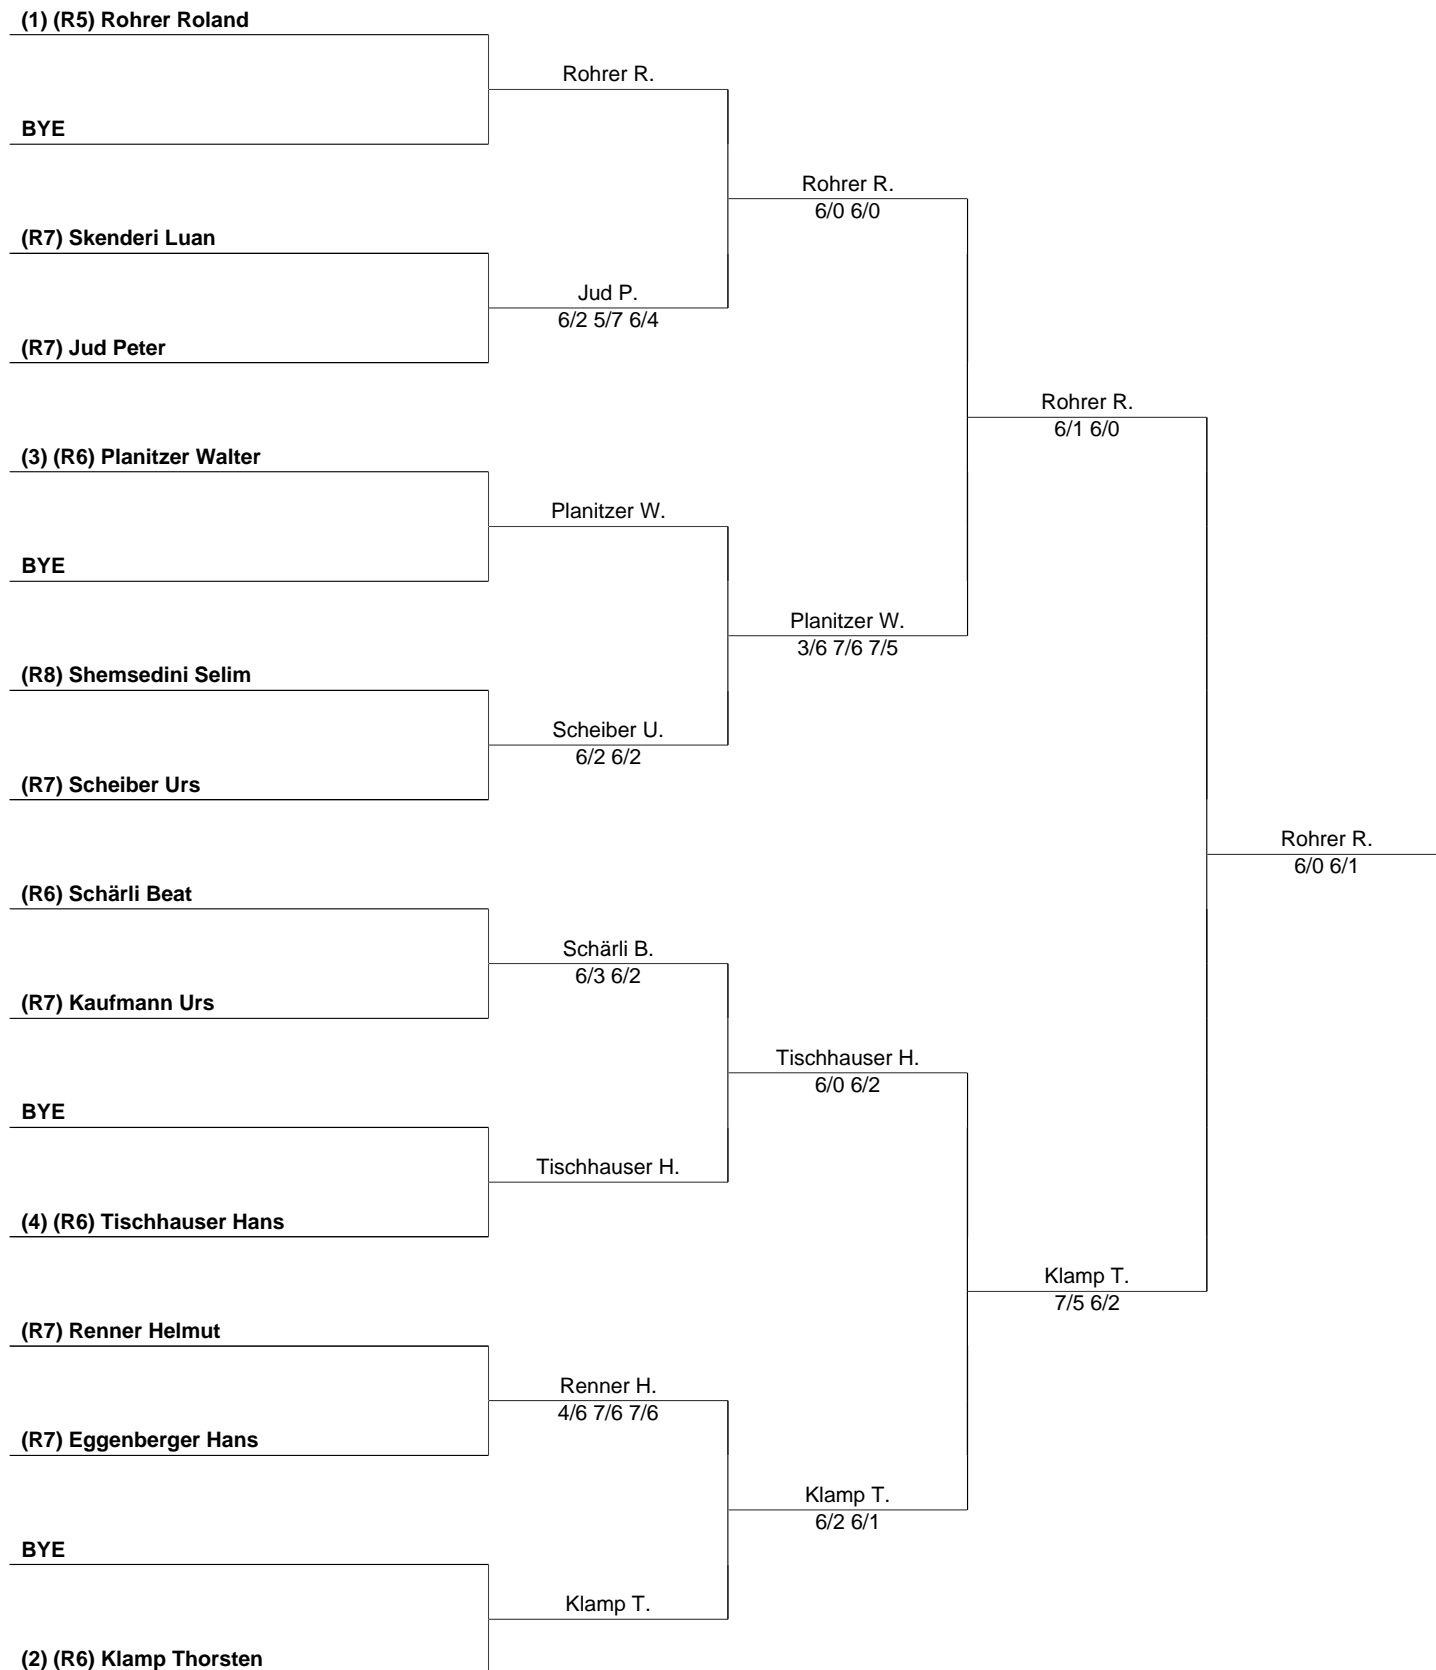 (1) (R5) Rohrer Roland
Rohrer R.
BYE
Rohrer R.
6/0 6/0
(R7) Skenderi Luan
Jud P.
6/2 5/7 6/4
(R7) Jud Peter
Rohrer R.
6/1 6/0
(3) (R6) Planitzer Walter
Planitzer W.
BYE
Planitzer W.
3/6 7/6 7/5
(R8) Shemsedini Selim
Scheiber U.
6/2 6/2
(R7) Scheiber Urs
Rohrer R.
6/0 6/1
(R6) Schärli Beat
Schärli B.
6/3 6/2
(R7) Kaufmann Urs
Tischhauser H.
6/0 6/2
BYE
Tischhauser H.
(4) (R6) Tischhauser Hans
Klamp T.
7/5 6/2
(R7) Renner Helmut
Renner H.
4/6 7/6 7/6
(R7) Eggenberger Hans
Klamp T.
6/2 6/1
BYE
Klamp T.
(2) (R6) Klamp Thorsten